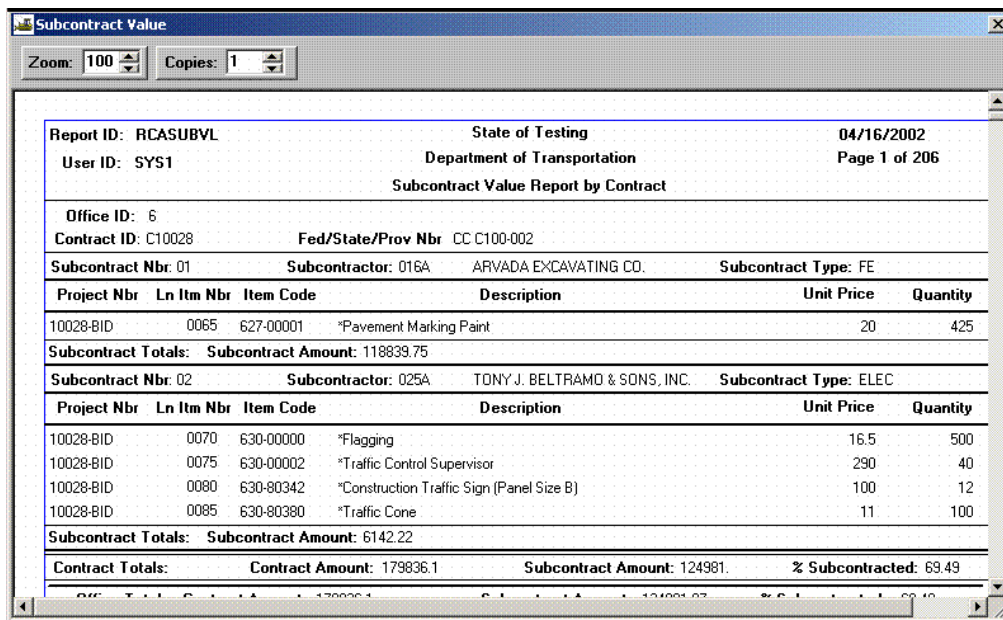 Subcontract Value
Zoom: 100 Copies: 1
Report ID: RCASUBVL State of Testing 04/16/2002
User ID: SYS1 Department of Transportation Page 1 of 206
Subcontract Value Report by Contract
Office ID: 6
Contract ID: C10028 Fed/State/Prov Nbr CC C100-002
Subcontract Nbr: 01 Subcontractor: 016A ARVADA EXCAVATING CO. Subcontract Type: FE
Project Nbr Ln Itm Nbr Item Code Description Unit Price Quantity
10028-BID 0065 627-00001 *Pavement Marking Paint 20 425
Subcontract Totals: Subcontract Amount: 118839.75
Subcontract Nbr: 02 Subcontractor: 025A TONY J. BELTRAMO & SONS, INC. Subcontract Type: ELEC
Project Nbr Ln Itm Nbr Item Code Description Unit Price Quantity
10028-BID 0070 630-00000 *Flagging 16.5 500
10028-BID 0075 630-00002 *Traffic Control Supervisor 290 40
10028-BID 0080 630-80342 *Construction Traffic Sign (Panel Size B) 100 12
10028-BID 0085 630-80380 *Traffic Cone 11 100
Subcontract Totals: Subcontract Amount: 6142.22
Contract Totals: Contract Amount: 179836.1 Subcontract Amount: 124981. % Subcontracted: 69.49